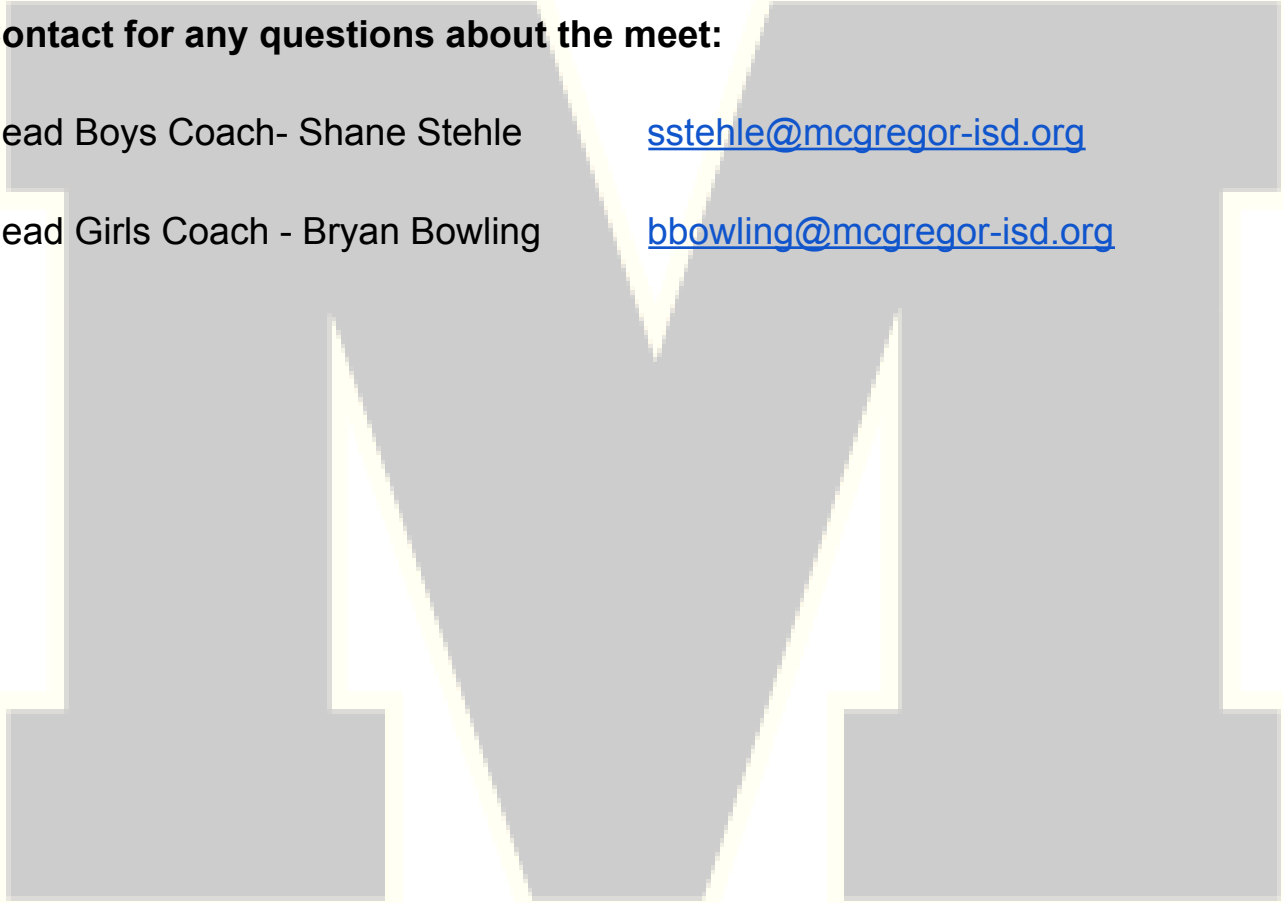 ontact for any questions about the meet:
ead Boys Coach- Shane Stehle sstehle@mcgregor-isd.org
ead Girls Coach - Bryan Bowling bbowling@mcgregor-isd.org